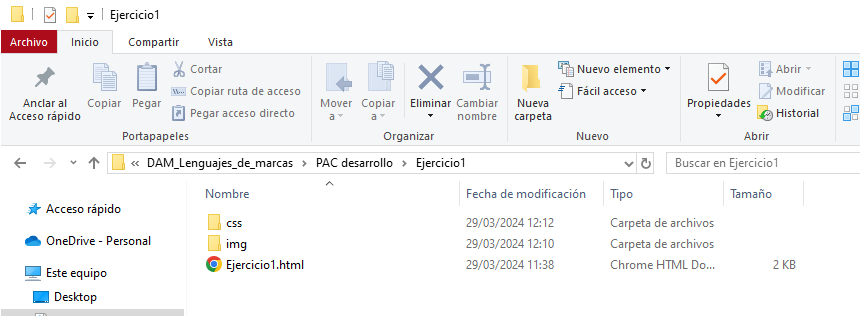 Ejercicio1
Archivo Inicio Compartir Vista
Anclar al Acceso rápido
Copiar
Pegar
Cortar
Copiar ruta de acceso
Pegar acceso directo
Portapapeles
Mover a
Copiar a
Eliminar
Cambiar nombre
Organizar
Nueva carpeta
Nuevo elemento
Fácil acceso
Nuevo
Propiedades
Abrir
Modificar
Historial
Abrir
« DAM_Lenguajes_de_marcas > PAC desarrollo > Ejercicio1
Buscar en Ejercicio1
Nombre Fecha de modificación Tipo Tamaño
Acceso rápido
OneDrive - Personal
Este equipo
Desktop
css 29/03/2024 12:12 Carpeta de archivos
img 29/03/2024 12:10 Carpeta de archivos
Ejercicio1.html 29/03/2024 11:38 Chrome HTML Do... 2 KB